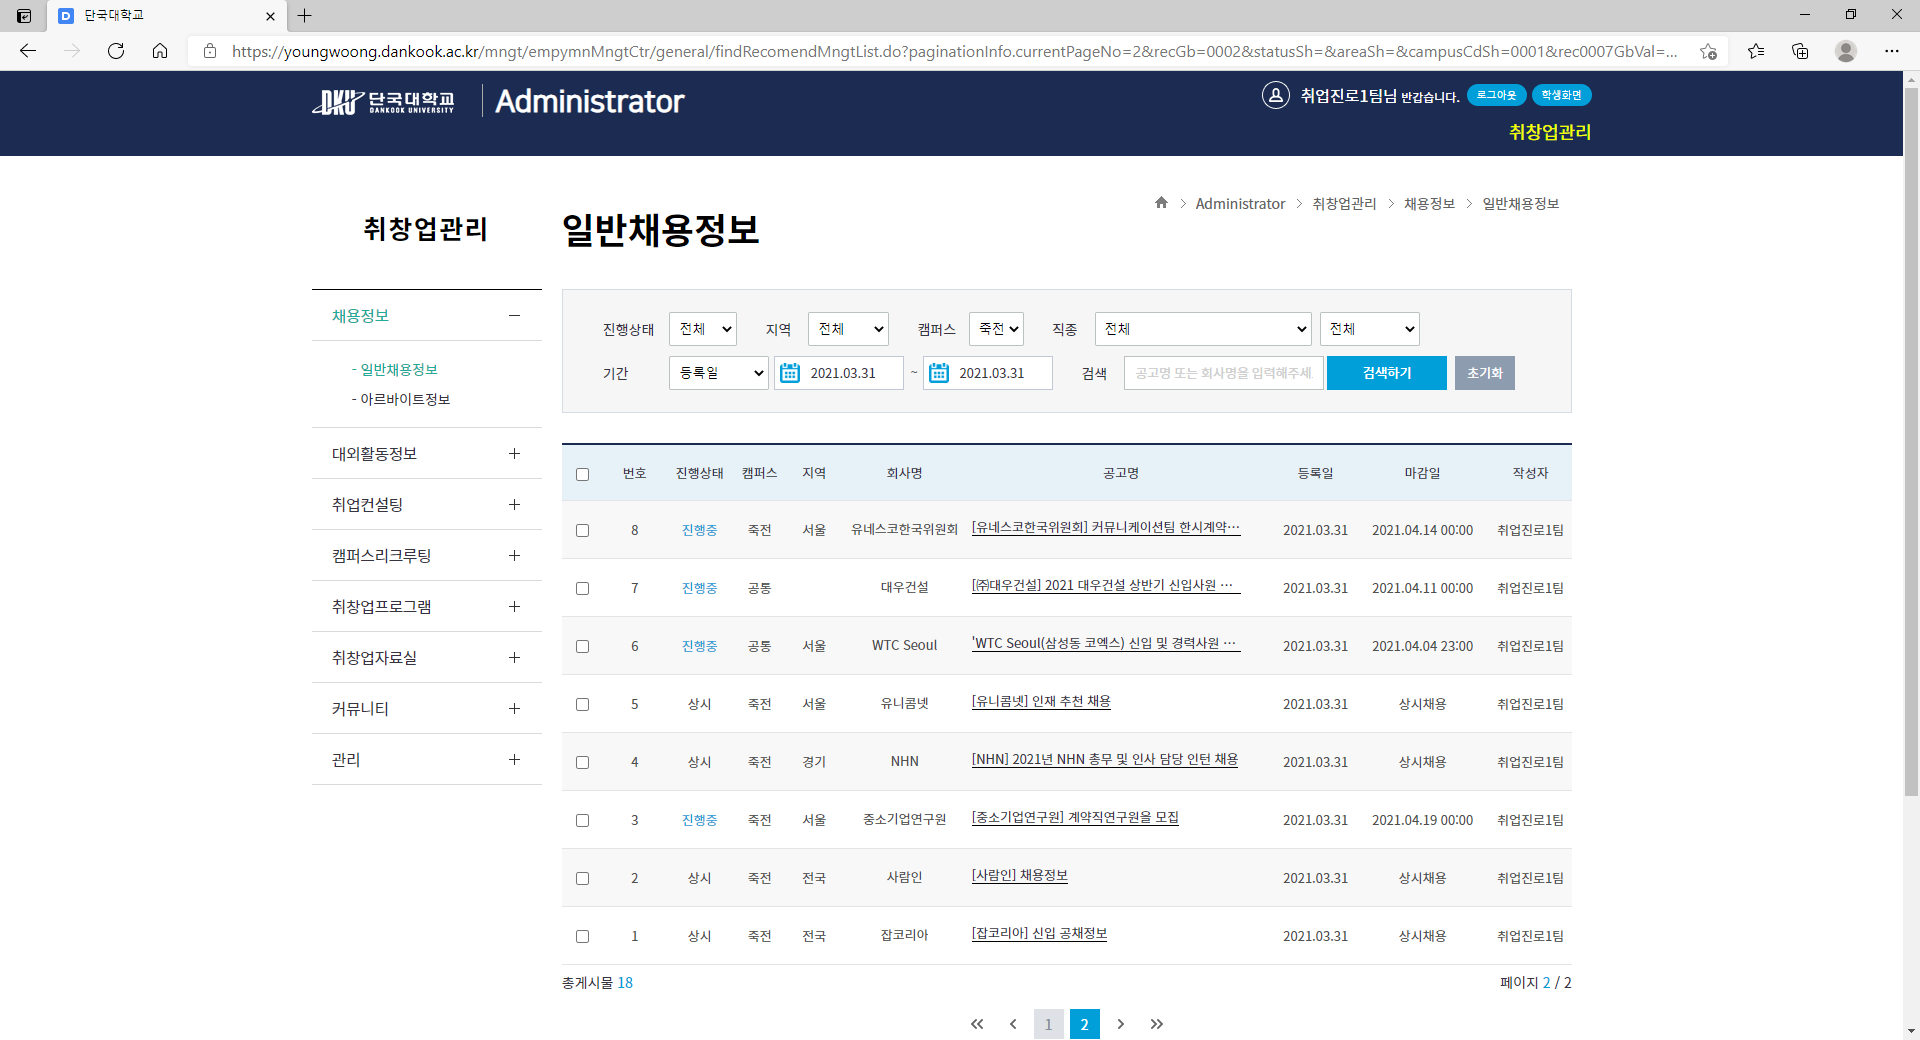 단국대학교
https://youngwoong.dankook.ac.kr/mngt/empymnMngtCtr/general/findRecomendMngtList.do?paginationInfo.currentPageNo=2&recGb=0002&statusSh=&areaSh=&campusCdSh=0001&rec0007GbVal=...
DKU 단국대학교 DANKOOK UNIVERSITY Administrator
취업진로1팀님 반갑습니다. 로그아웃 학생화면
취창업관리
Administrator 취창업관리 채용정보 일반채용정보
취창업관리
일반채용정보
채용정보
- 일반채용정보
- 아르바이트정보
대외활동정보
취업컨설팅
캠퍼스리크루팅
취창업프로그램
취창업자료실
커뮤니티
관리
진행상태 전체 지역 전체 캠퍼스 죽전 직종 전체 전체
기간 등록일 2021.03.31 ~ 2021.03.31 검색 공고명 또는 회사명을 입력해주세. 검색하기 초기화
번호 진행상태 캠퍼스 지역 회사명 공고명 등록일 마감일 작성자
8 진행중 죽전 서울 유네스코한국위원회 [유네스코한국위원회] 커뮤니케이션팀 한시계약… 2021.03.31 2021.04.14 00:00 취업진로1팀
7 진행중 공통 대우건설 [㈜대우건설] 2021 대우건설 상반기 신입사원 … 2021.03.31 2021.04.11 00:00 취업진로1팀
6 진행중 공통 서울 WTC Seoul 'WTC Seoul(삼성동 코엑스) 신입 및 경력사원 … 2021.03.31 2021.04.04 23:00 취업진로1팀
5 상시 죽전 서울 유니콤넷 [유니콤넷] 인재 추천 채용 2021.03.31 상시채용 취업진로1팀
4 상시 죽전 경기 NHN [NHN] 2021년 NHN 총무 및 인사 담당 인턴 채용 2021.03.31 상시채용 취업진로1팀
3 진행중 죽전 서울 중소기업연구원 [중소기업연구원] 계약직연구원을 모집 2021.03.31 2021.04.19 00:00 취업진로1팀
2 상시 죽전 전국 사람인 [사람인] 채용정보 2021.03.31 상시채용 취업진로1팀
1 상시 죽전 전국 잡코리아 [잡코리아] 신입 공채정보 2021.03.31 상시채용 취업진로1팀
총게시물 18 페이지 2 / 2
1 2